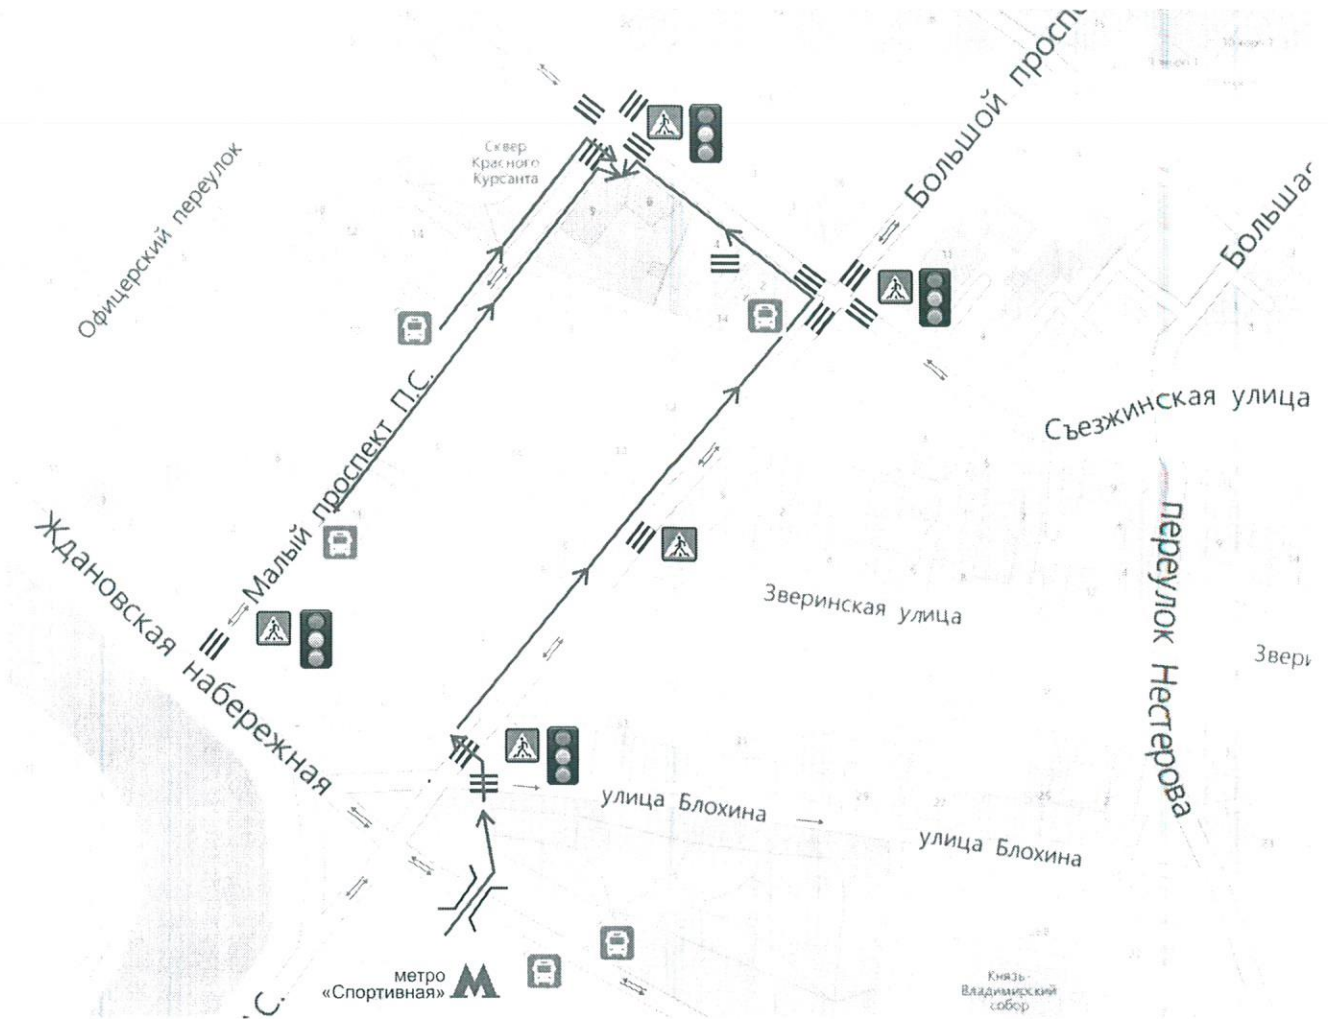 Большой просп
Сквер
Красного
Курсанта
Офицерский переулок
Большая
Съезжинская улица
Малый проспект П.С.
Ждановская набережная
переулок Нестерова
Зверинская улица
Звери
улица Блохина
улица Блохина
метро
«Спортивная»
С.
Князь-
Владимирский
собор